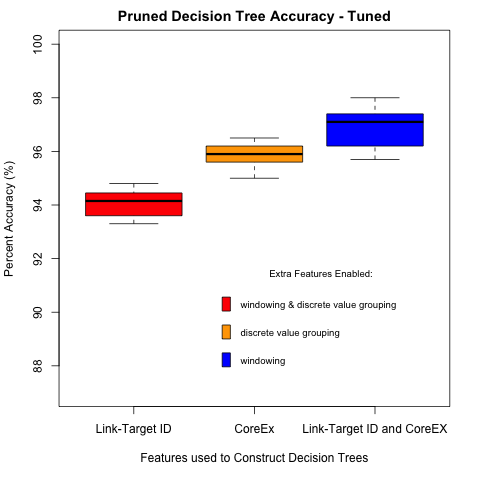 Pruned Decision Tree Accuracy - Tuned
Percent Accuracy (%)
100
98
96
94
92
90
88
Extra Features Enabled:
windowing & discrete value grouping
discrete value grouping
windowing
Link-Target ID
CoreEx
Link-Target ID and CoreEX
Features used to Construct Decision Trees